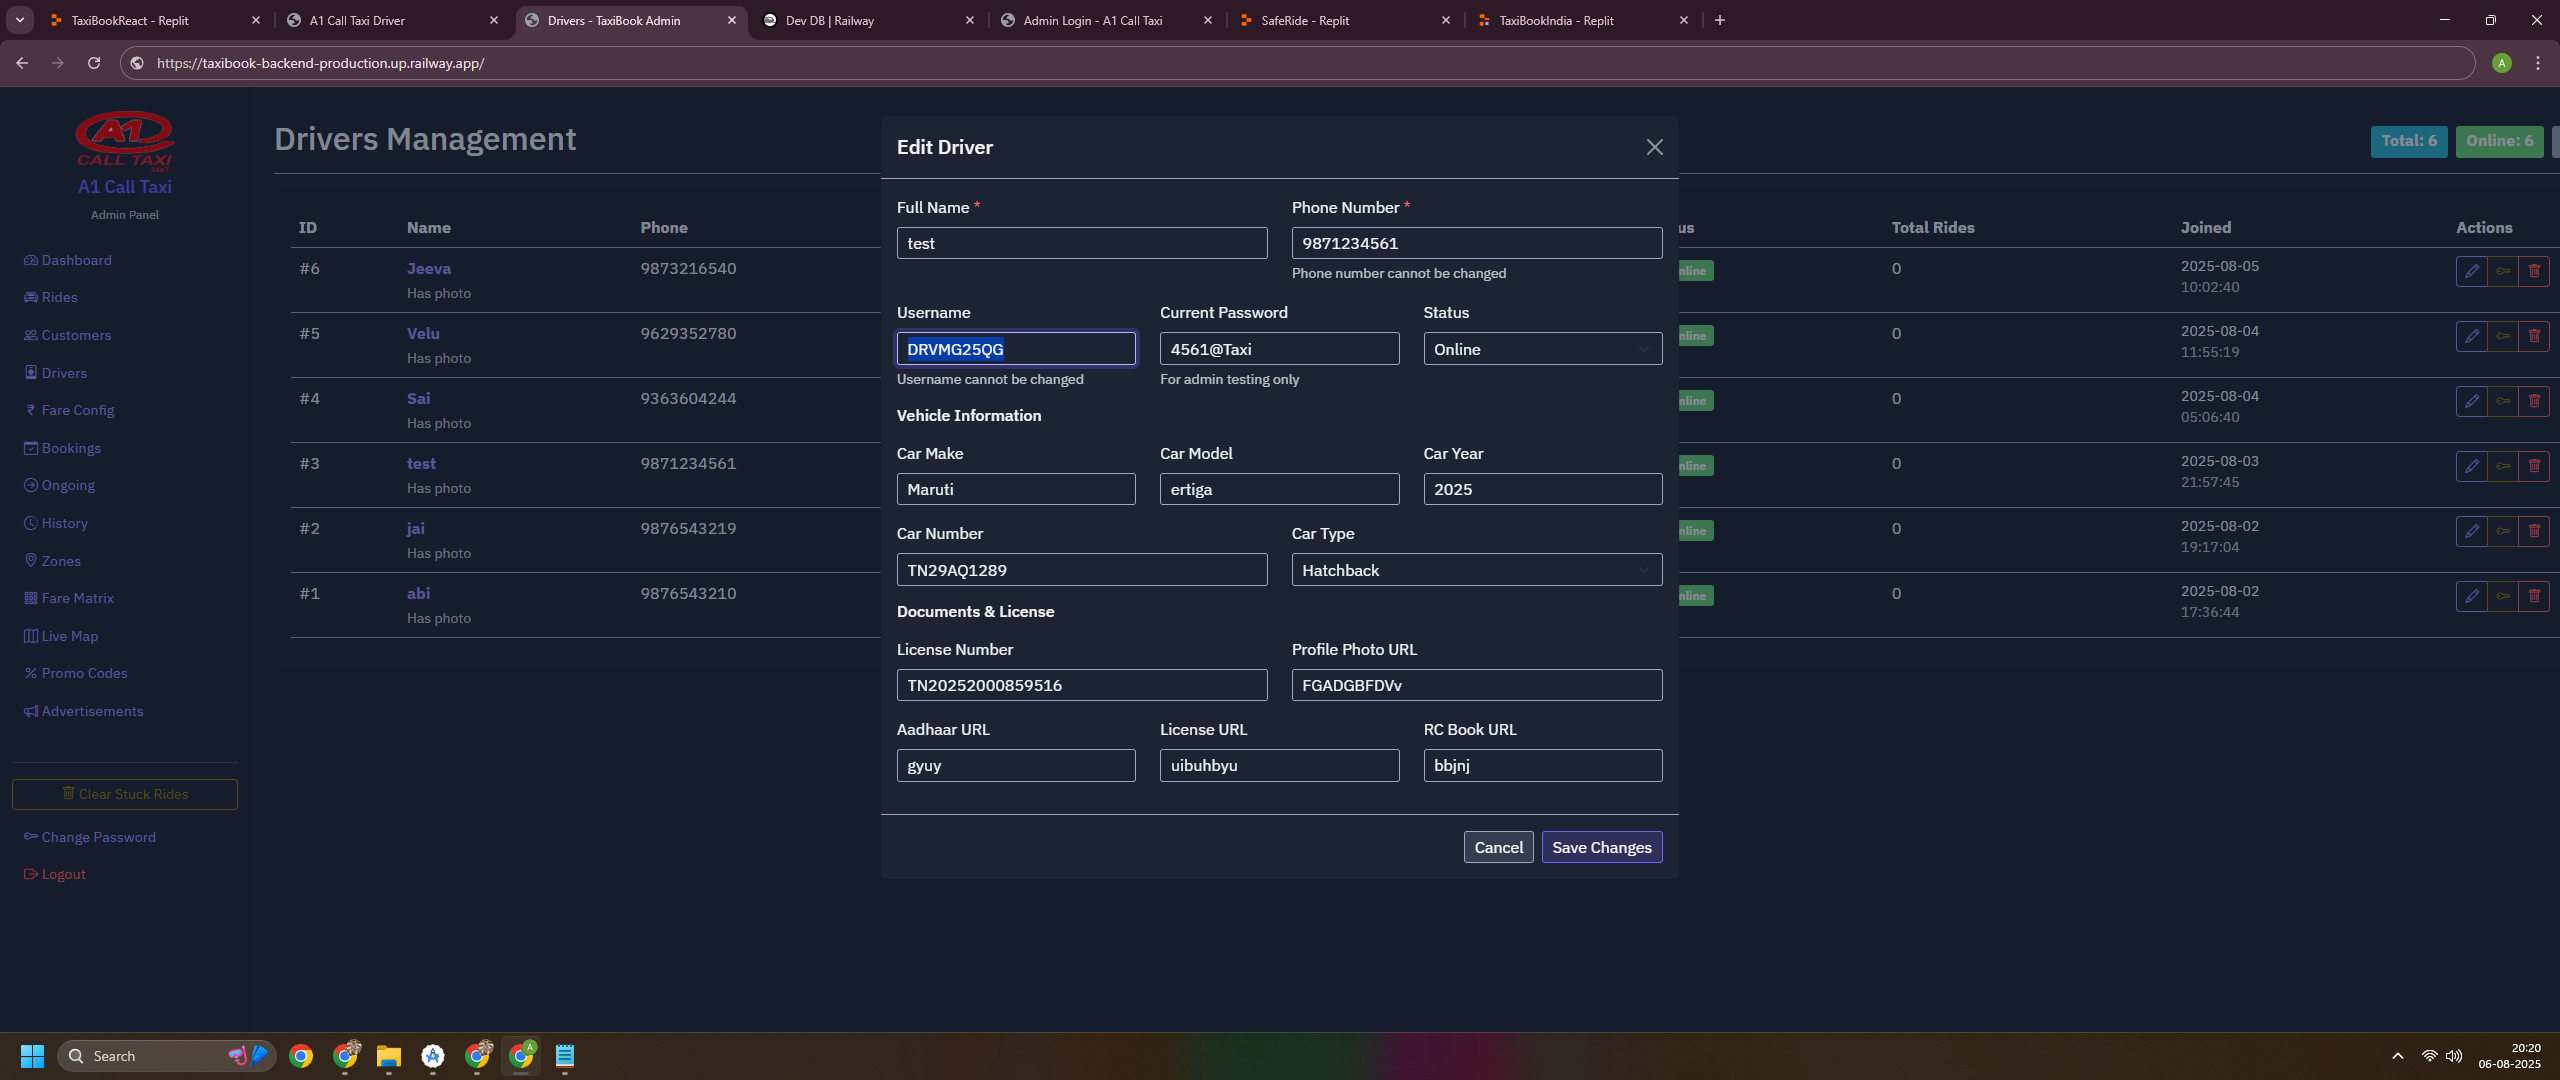 TaxiBookReact - Replit
A1 Call Taxi Driver
Drivers - TaxiBook Admin
Dev DB | Railway
Admin Login - A1 Call Taxi
SafeRide - Replit
TaxiBookIndia - Replit
https://taxibook-backend-production.up.railway.app/
A
A1
CALL TAXI
24x7
A1 Call Taxi
Admin Panel
Dashboard
Rides
Customers
Drivers
Fare Config
Bookings
Ongoing
History
Zones
Fare Matrix
Live Map
Promo Codes
Advertisements
Clear Stuck Rides
Change Password
Logout
Drivers Management
Total: 6
Online: 6
ID Name Phone us Total Rides Joined Actions
#6 Jeeva 9873216540 nline 0 2025-08-05
Has photo 10:02:40
#5 Velu 9629352780 nline 0 2025-08-04
Has photo 11:55:19
#4 Sai 9363604244 nline 0 2025-08-04
Has photo 05:06:40
#3 test 9871234561 nline 0 2025-08-03
Has photo 21:57:45
#2 jai 9876543219 nline 0 2025-08-02
Has photo 19:17:04
#1 abi 9876543210 nline 0 2025-08-02
Has photo 17:36:44
Edit Driver
Full Name * Phone Number *
test 9871234561
Phone number cannot be changed
Username Current Password Status
DRVMG25QG 4561@Taxi Online
Username cannot be changed For admin testing only
Vehicle Information
Car Make Car Model Car Year
Maruti ertiga 2025
Car Number Car Type
TN29AQ1289 Hatchback
Documents & License
License Number Profile Photo URL
TN20252000859516 FGADGBFDVv
Aadhaar URL License URL RC Book URL
gyuy uibuhbyu bbjnj
Cancel Save Changes
Search
A
20:20
06-08-2025